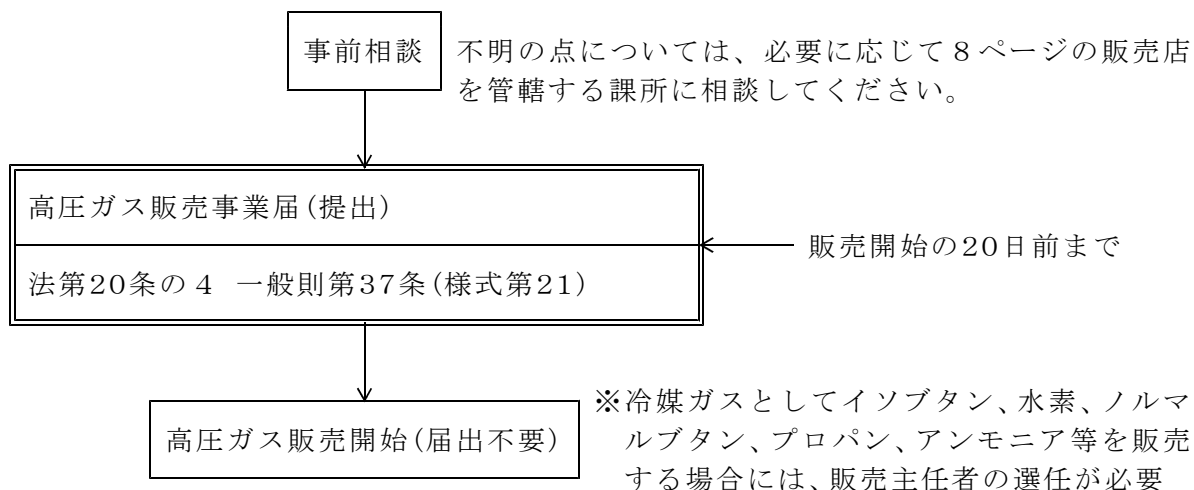 事前相談
不明の点については、必要に応じて８ページの販売店
を管轄する課所に相談してください。
高圧ガス販売事業届(提出)
販売開始の20日前まで
法第20条の４ 一般則第37条(様式第21)
高圧ガス販売開始(届出不要)
※冷媒ガスとしてイソブタン、水素、ノルマ
ルブタン、プロパン、アンモニア等を販売
する場合には、販売主任者の選任が必要